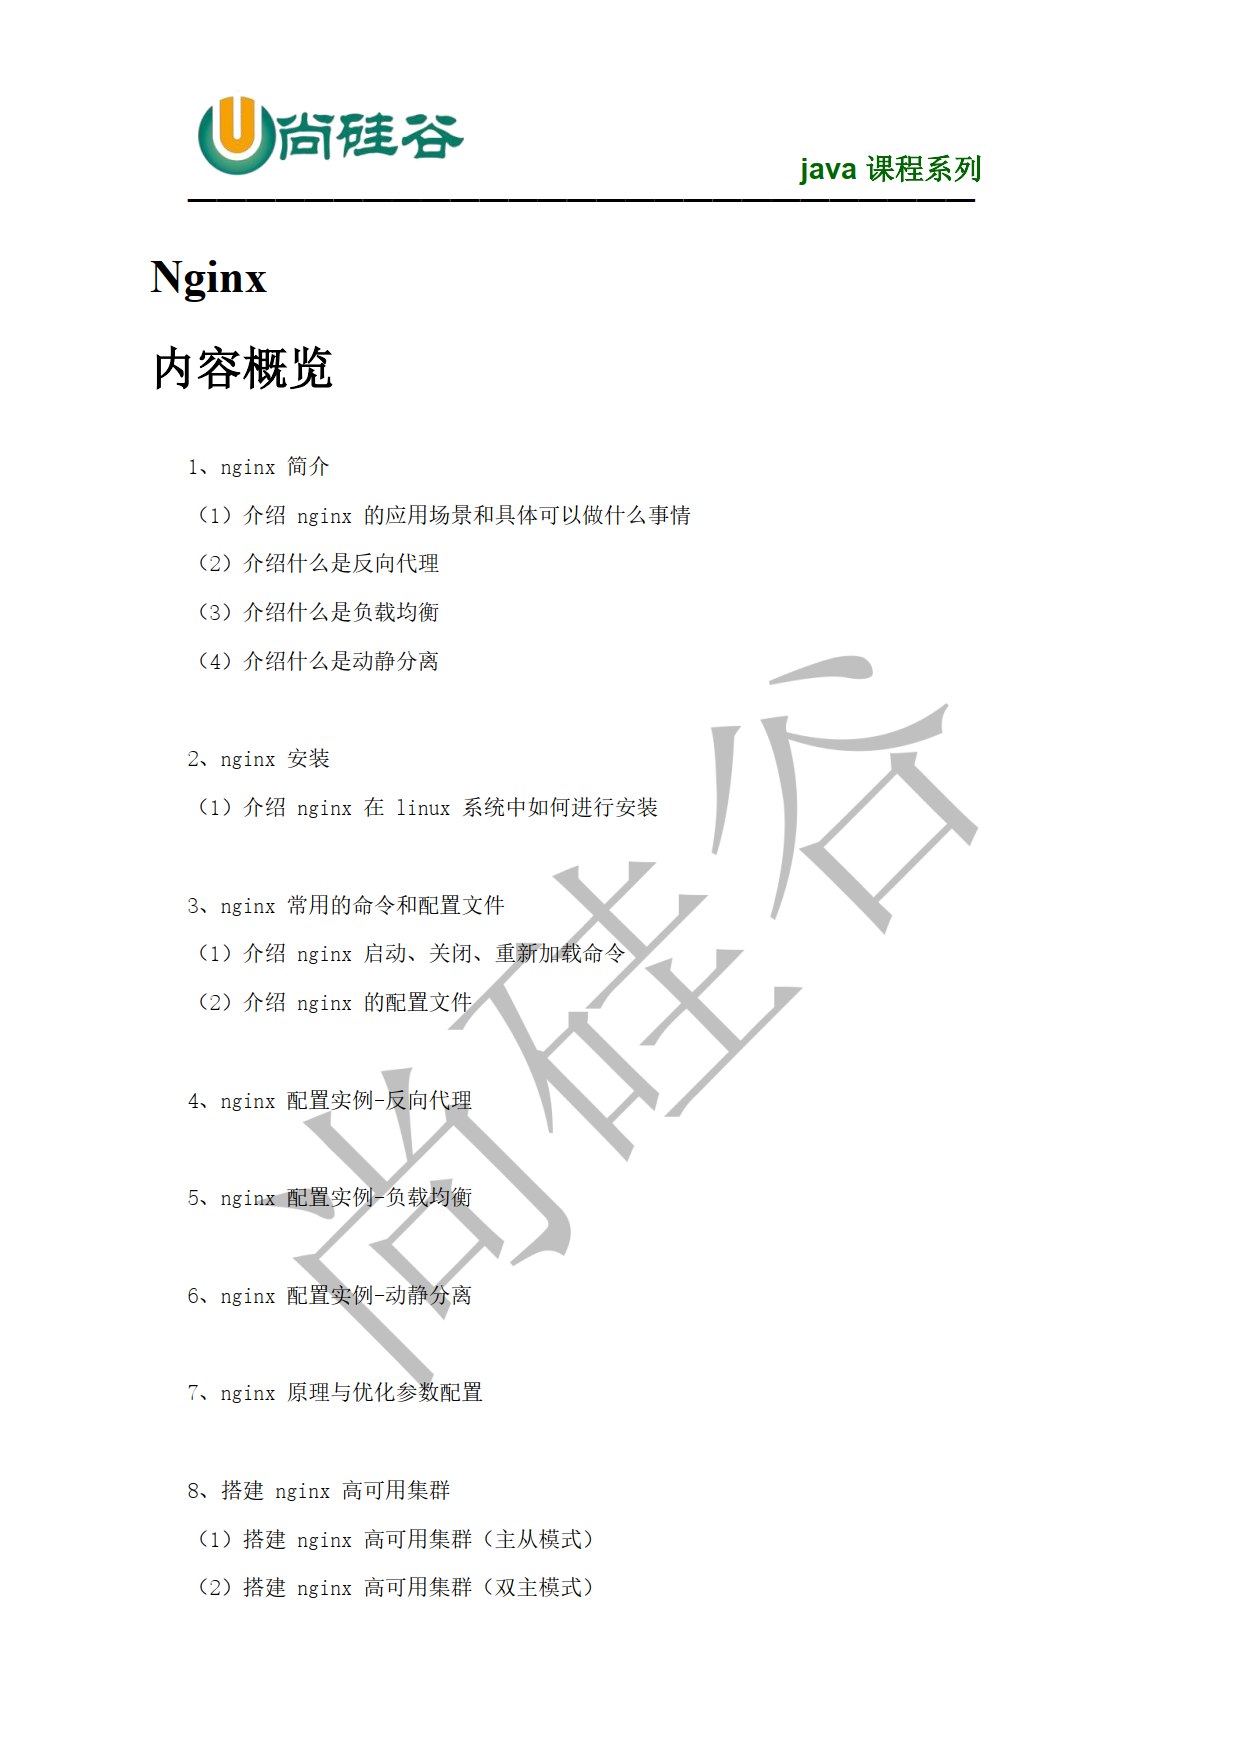 尚硅谷
java 课程系列
Nginx
内容概览
1、nginx 简介
（1）介绍 nginx 的应用场景和具体可以做什么事情
（2）介绍什么是反向代理
（3）介绍什么是负载均衡
（4）介绍什么是动静分离
2、nginx 安装
（1）介绍 nginx 在 linux 系统中如何进行安装
3、nginx 常用的命令和配置文件
（1）介绍 nginx 启动、关闭、重新加载命令
（2）介绍 nginx 的配置文件
4、nginx 配置实例-反向代理
5、nginx 配置实例-负载均衡
6、nginx 配置实例-动静分离
7、nginx 原理与优化参数配置
8、搭建 nginx 高可用集群
（1）搭建 nginx 高可用集群（主从模式）
（2）搭建 nginx 高可用集群（双主模式）
尚硅谷